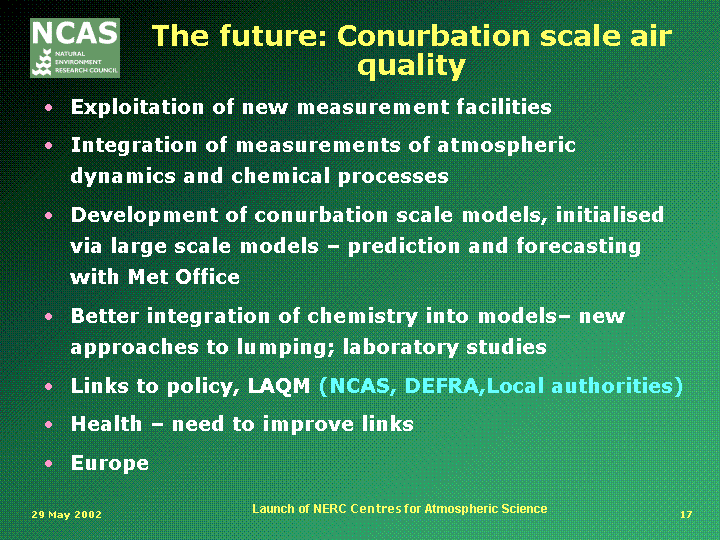 NCAS
NATURAL
ENVIRONMENT
RESEARCH COUNCIL
The future: Conurbation scale air
quality
• Exploitation of new measurement facilities
• Integration of measurements of atmospheric
dynamics and chemical processes
• Development of conurbation scale models, initialised
via large scale models – prediction and forecasting
with Met Office
• Better integration of chemistry into models– new
approaches to lumping; laboratory studies
• Links to policy, LAQM (NCAS, DEFRA,Local authorities)
• Health – need to improve links
• Europe
29 May 2002
Launch of NERC Centres for Atmospheric Science
17